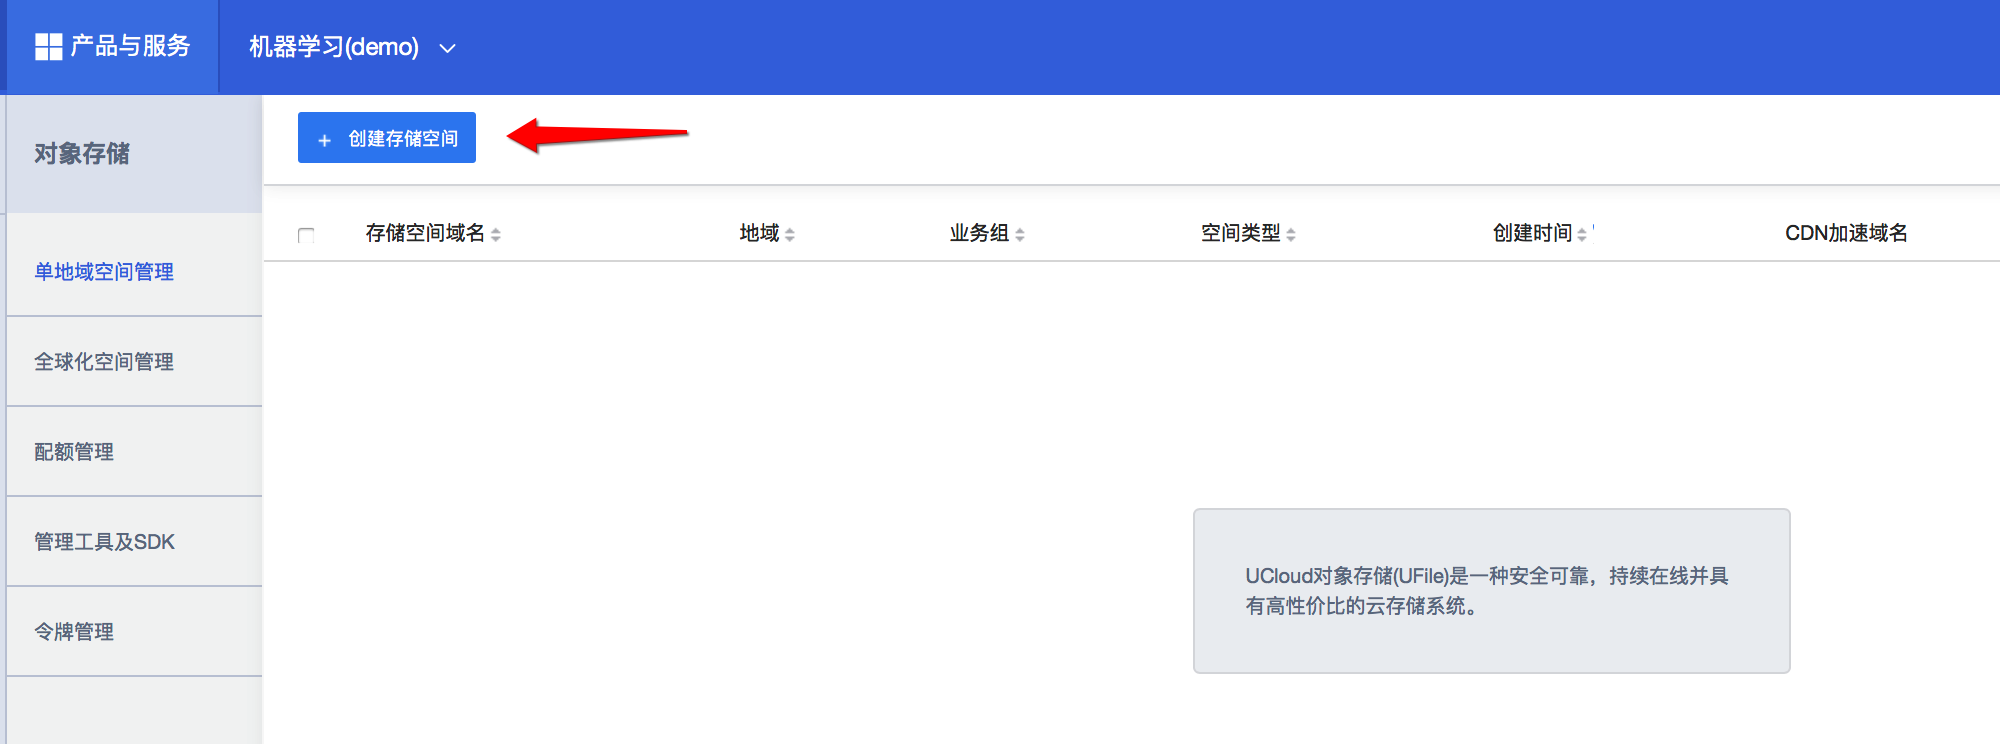 产品与服务
机器学习(demo)
对象存储
+ 创建存储空间
存储空间域名 地域 业务组 空间类型 创建时间 CDN加速域名
单地域空间管理
全球化空间管理
配额管理
管理工具及SDK
令牌管理
UCloud对象存储(UFile)是一种安全可靠，持续在线并具
有高性价比的云存储系统。